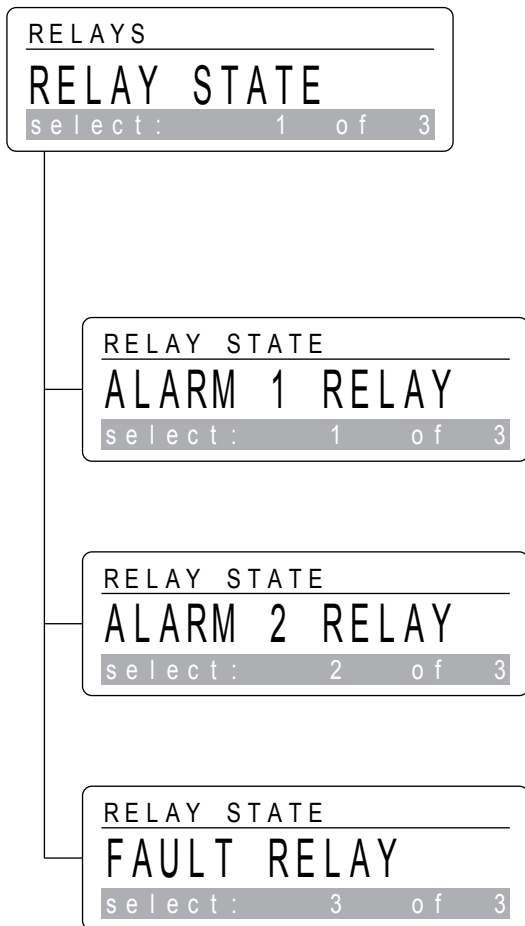 RELAYS
RELAY STATE
select: 1 of 3
RELAY STATE
ALARM 1 RELAY
select: 1 of 3
RELAY STATE
ALARM 2 RELAY
select: 2 of 3
RELAY STATE
FAULT RELAY
select: 3 of 3